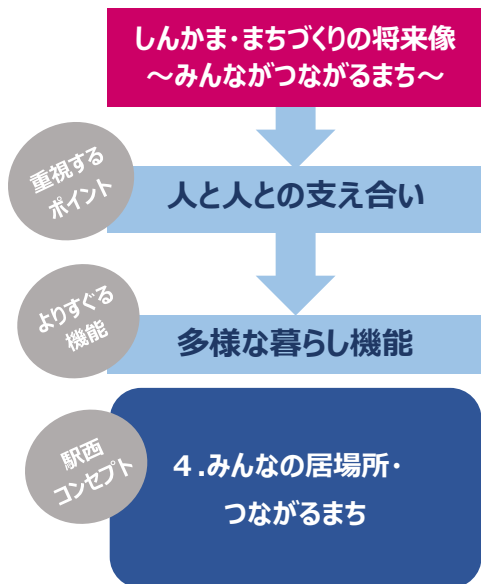 しんかま・まちづくりの将来像
～みんながつながるまち～
重視する
ポイント
人と人との支え合い
よりすぐる
機能
多様な暮らし機能
駅西
コンセプト
４.みんなの居場所・
つながるまち